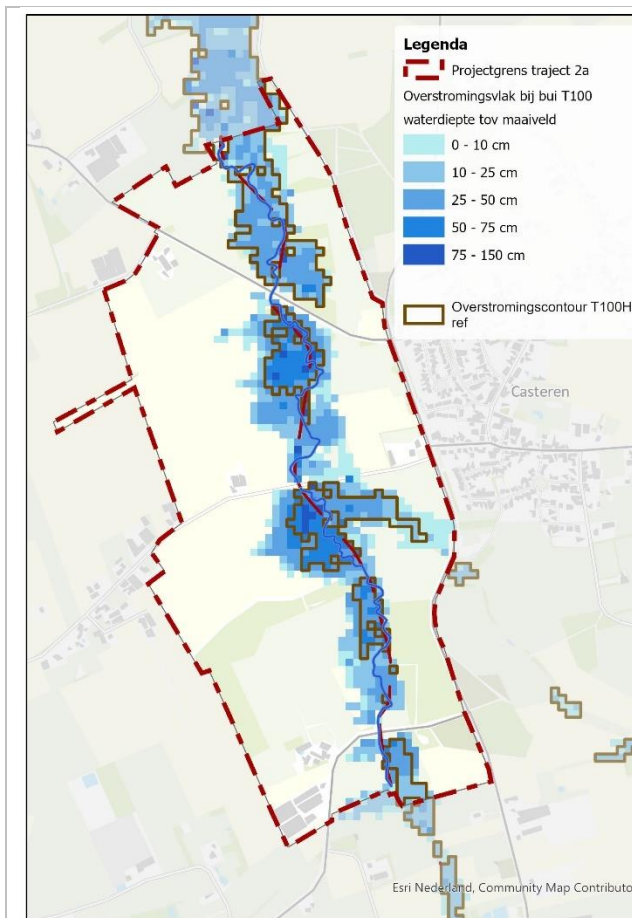 Legenda
Projectgrens traject 2a
Overstromingsvlak bij bui T100
waterdiepte tov maaiveld
0 - 10 cm
10 - 25 cm
25 - 50 cm
50 - 75 cm
75 - 150 cm
Overstromingscontour T100H
ref
Casteren
Esri Nederland, Community Map Contributo